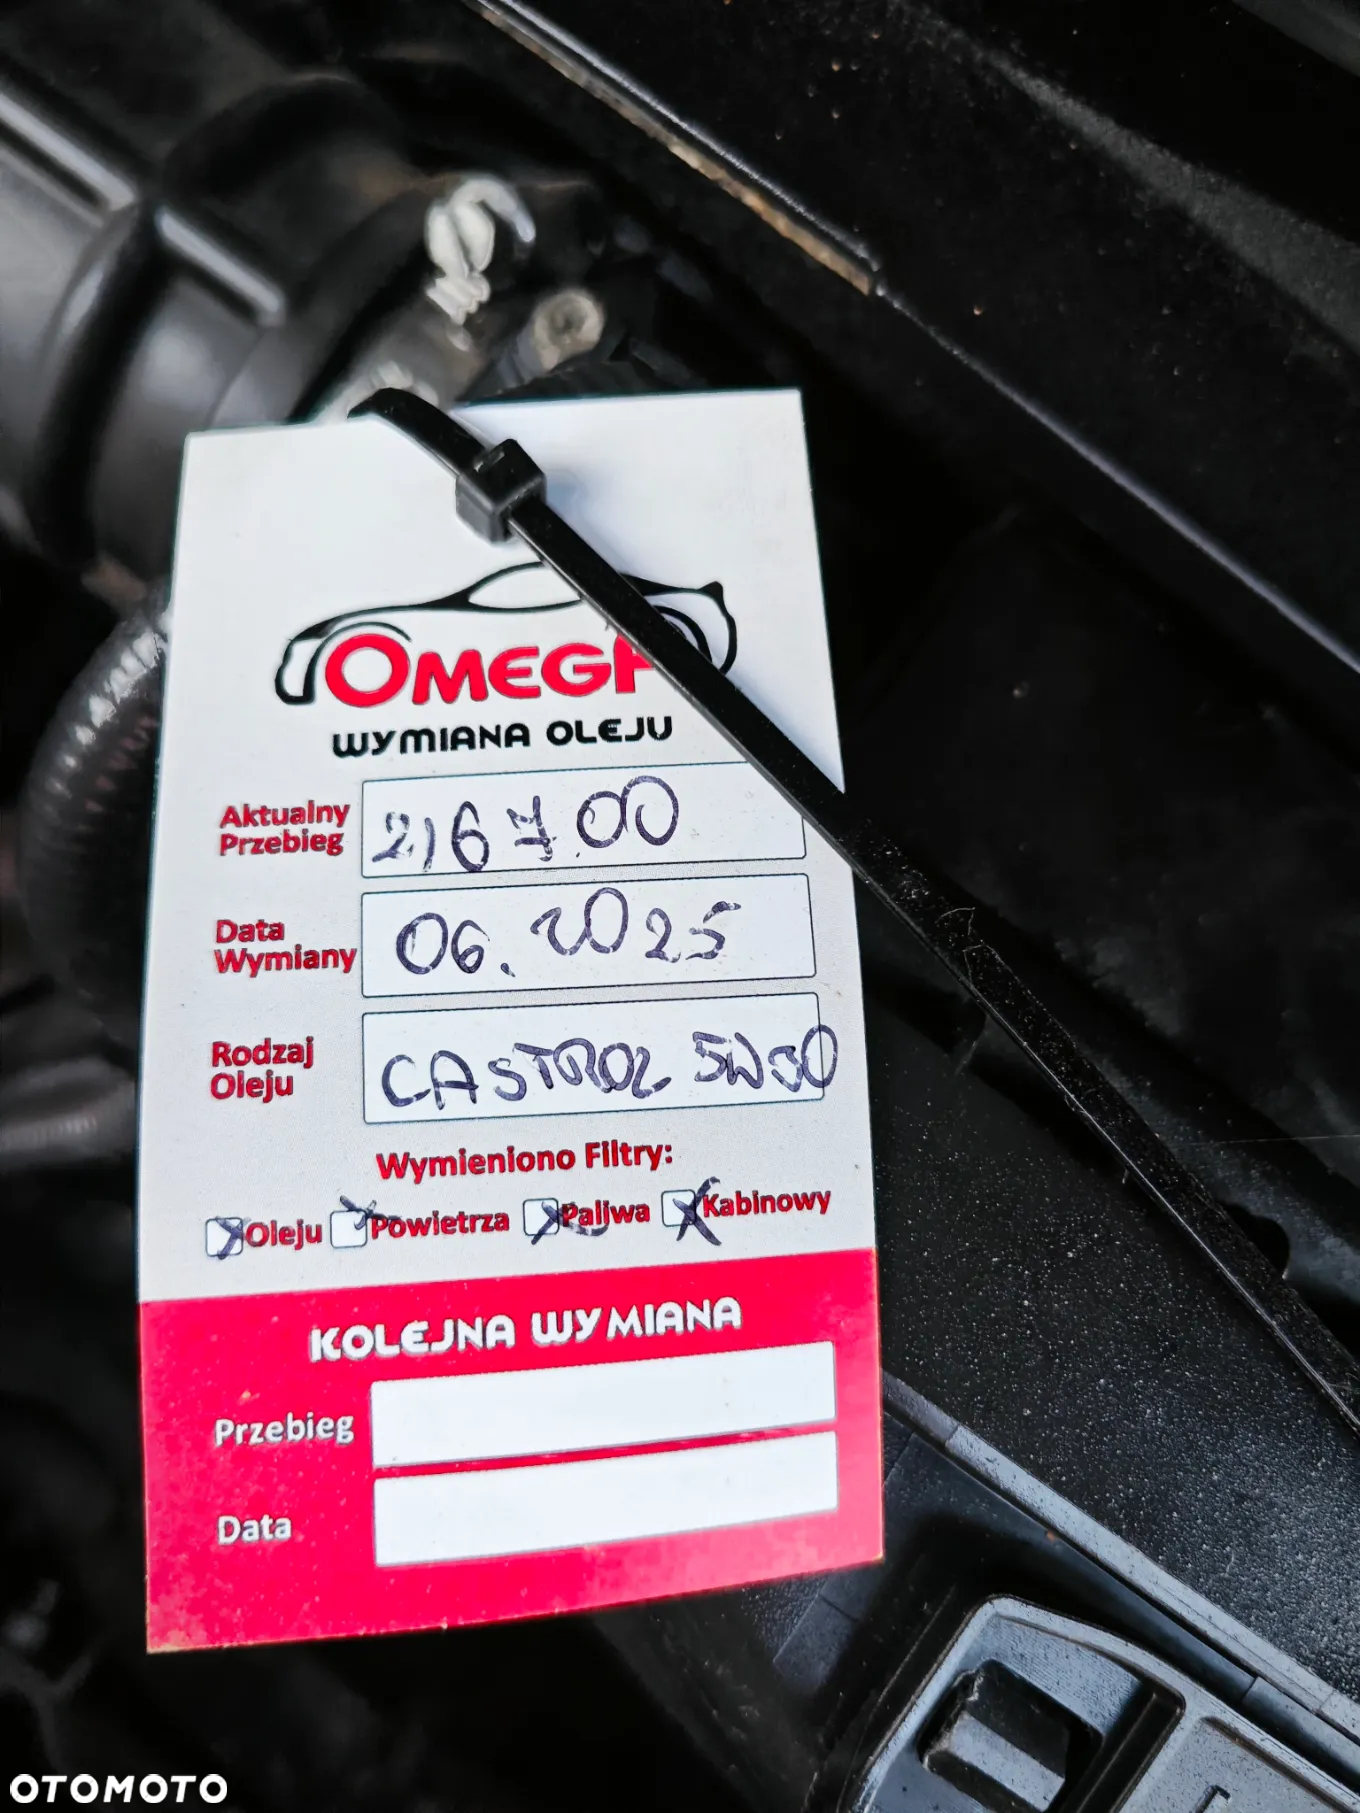 OMEGA
WYMIANA OLEJU
Aktualny Przebieg 216700
Data Wymiany 06.2025
Rodzaj Oleju CASTROL 5W30
Wymieniono Filtry:
Oleju Powietrza Paliwa Kabinowy
KOLEJNA WYMIANA
Przebieg
Data
OTOMOTO